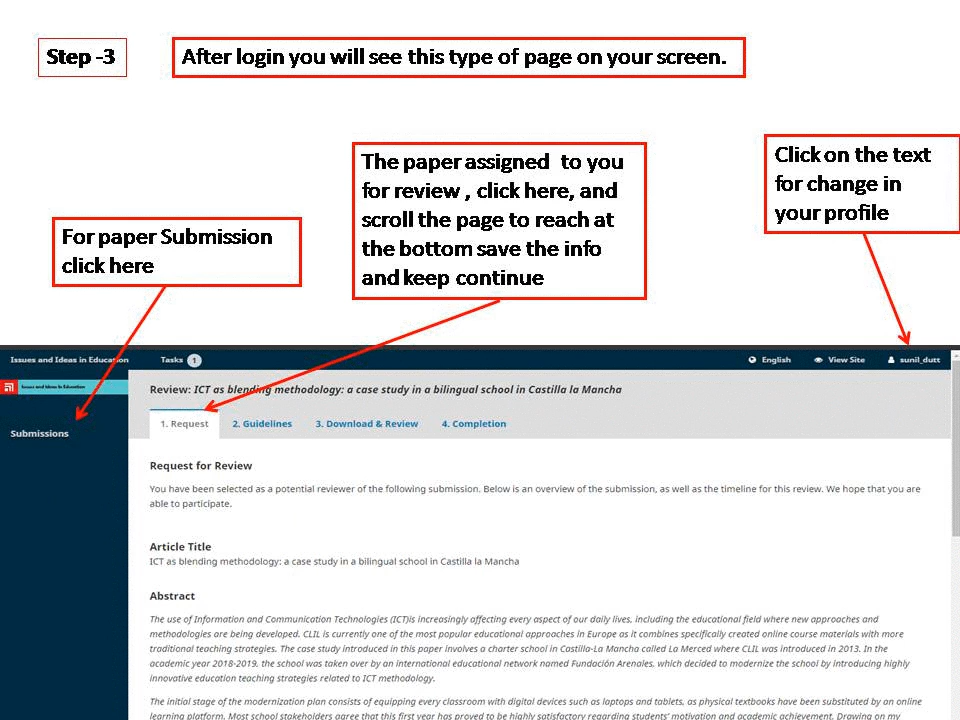 Step -3
After login you will see this type of page on your screen.
The paper assigned  to you
for review , click here, and
scroll the page to reach at
the bottom save the info
and keep continue
Click on the text
for change in
your profile
For paper Submission
click here
Issues and Ideas in Education
Tasks 1
English
View Site
sunil_dutt
Issues and Ideas in Education
Submissions
Review: ICT as blending methodology: a case study in a bilingual school in Castilla la Mancha
1. Request
2. Guidelines
3. Download & Review
4. Completion
Request for Review
You have been selected as a potential reviewer of the following submission. Below is an overview of the submission, as well as the timeline for this review. We hope that you are
able to participate.
Article Title
ICT as blending methodology: a case study in a bilingual school in Castilla la Mancha
Abstract
The use of Information and Communication Technologies (ICT)is increasingly affecting every aspect of our daily lives, including the educational field where new approaches and
methodologies are being developed. CLIL is currently one of the most popular educational approaches in Europe as it combines specifically created online course materials with more
traditional teaching strategies. The case study introduced in this paper involves a charter school in Castilla-La Mancha called La Merced where CLIL was introduced in 2013. In the
academic year 2018-2019, the school was taken over by an international educational network named Fundación Arenales, which decided to modernize the school by introducing highly
innovative education teaching strategies related to ICT methodology.
The initial stage of the modernization plan consists of equipping every classroom with digital devices such as laptops and tablets, as physical textbooks have been substituted by an online
learning platform. Most school stakeholders agree that this first year has proved to be highly satisfactory regarding students' motivation and academic achievement. Drawing on my